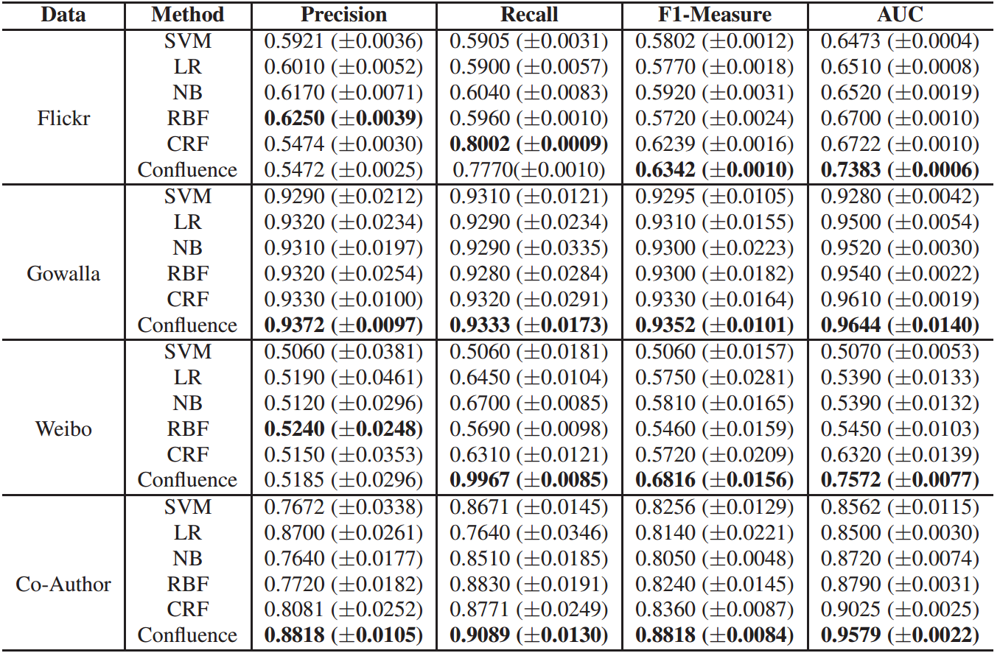 Data Method Precision Recall F1-Measure AUC
SVM 0.5921 (±0.0036) 0.5905 (±0.0031) 0.5802 (±0.0012) 0.6473 (±0.0004)
LR 0.6010 (±0.0052) 0.5900 (±0.0057) 0.5770 (±0.0018) 0.6510 (±0.0008)
NB 0.6170 (±0.0071) 0.6040 (±0.0083) 0.5920 (±0.0031) 0.6520 (±0.0019)
Flickr RBF 0.6250 (±0.0039) 0.5960 (±0.0010) 0.5720 (±0.0024) 0.6700 (±0.0010)
CRF 0.5474 (±0.0030) 0.8002 (±0.0009) 0.6239 (±0.0016) 0.6722 (±0.0010)
Confluence 0.5472 (±0.0025) 0.7770(±0.0010) 0.6342 (±0.0010) 0.7383 (±0.0006)
SVM 0.9290 (±0.0212) 0.9310 (±0.0121) 0.9295 (±0.0105) 0.9280 (±0.0042)
LR 0.9320 (±0.0234) 0.9290 (±0.0234) 0.9310 (±0.0155) 0.9500 (±0.0054)
NB 0.9310 (±0.0197) 0.9290 (±0.0335) 0.9300 (±0.0223) 0.9520 (±0.0030)
Gowalla RBF 0.9320 (±0.0254) 0.9280 (±0.0284) 0.9300 (±0.0182) 0.9540 (±0.0022)
CRF 0.9330 (±0.0100) 0.9320 (±0.0291) 0.9330 (±0.0164) 0.9610 (±0.0019)
Confluence 0.9372 (±0.0097) 0.9333 (±0.0173) 0.9352 (±0.0101) 0.9644 (±0.0140)
SVM 0.5060 (±0.0381) 0.5060 (±0.0181) 0.5060 (±0.0157) 0.5070 (±0.0053)
LR 0.5190 (±0.0461) 0.6450 (±0.0104) 0.5750 (±0.0281) 0.5390 (±0.0133)
NB 0.5120 (±0.0296) 0.6700 (±0.0085) 0.5810 (±0.0165) 0.5390 (±0.0132)
Weibo RBF 0.5240 (±0.0248) 0.5690 (±0.0098) 0.5460 (±0.0159) 0.5450 (±0.0103)
CRF 0.5150 (±0.0353) 0.6310 (±0.0121) 0.5720 (±0.0209) 0.6320 (±0.0139)
Confluence 0.5185 (±0.0296) 0.9967 (±0.0085) 0.6816 (±0.0156) 0.7572 (±0.0077)
SVM 0.7672 (±0.0338) 0.8671 (±0.0145) 0.8256 (±0.0129) 0.8562 (±0.0115)
LR 0.8700 (±0.0261) 0.7640 (±0.0346) 0.8140 (±0.0221) 0.8500 (±0.0030)
NB 0.7640 (±0.0177) 0.8510 (±0.0185) 0.8050 (±0.0048) 0.8720 (±0.0074)
Co-Author RBF 0.7720 (±0.0182) 0.8830 (±0.0191) 0.8240 (±0.0145) 0.8790 (±0.0031)
CRF 0.8081 (±0.0252) 0.8771 (±0.0249) 0.8360 (±0.0087) 0.9025 (±0.0025)
Confluence 0.8818 (±0.0105) 0.9089 (±0.0130) 0.8818 (±0.0084) 0.9579 (±0.0022)